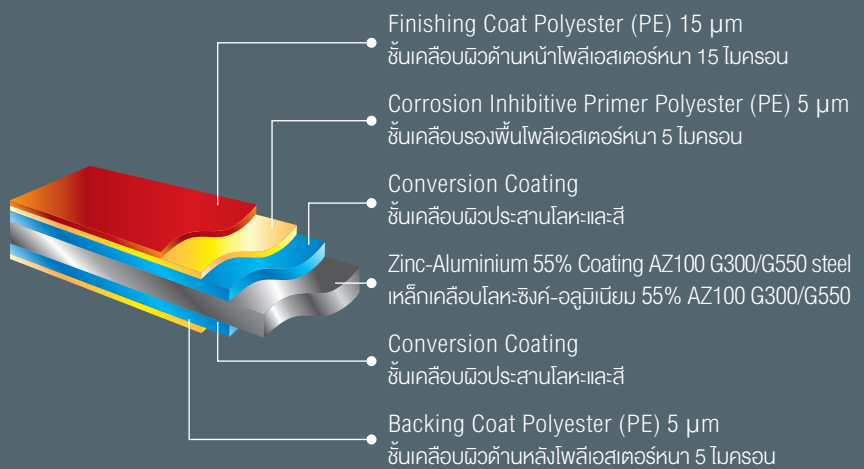 Finishing Coat Polyester (PE) 15 µm
ชั้นเคลือบผิวด้านหน้าโพลีเอสเตอร์หนา 15 ไมครอน
Corrosion Inhibitive Primer Polyester (PE) 5 µm
ชั้นเคลือบรองพื้นโพลีเอสเตอร์หนา 5 ไมครอน
Conversion Coating
ชั้นเคลือบผิวประสานโลหะและสี
Zinc-Aluminium 55% Coating AZ100 G300/G550 steel
เหล็กเคลือบโลหะซิงค์-อลูมิเนียม 55% AZ100 G300/G550
Conversion Coating
ชั้นเคลือบผิวประสานโลหะและสี
Backing Coat Polyester (PE) 5 µm
ชั้นเคลือบผิวด้านหลังโพลีเอสเตอร์หนา 5 ไมครอน